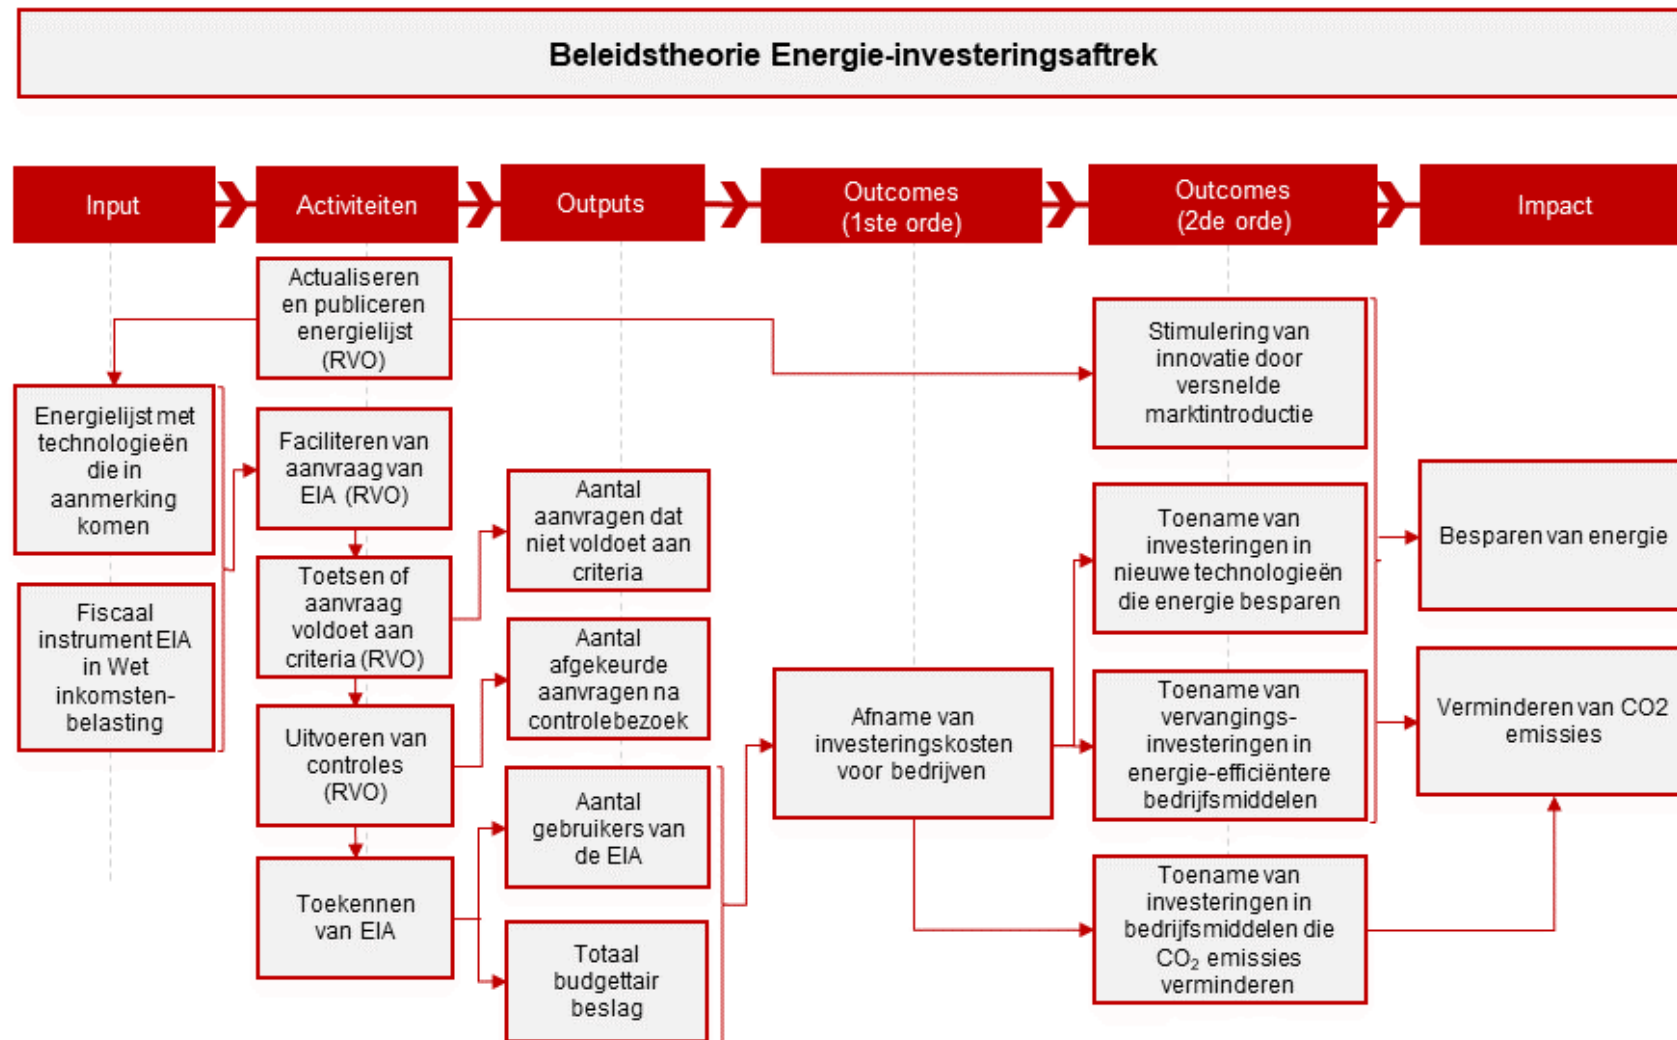 Beleidstheorie Energie-investeringsaftrek
Input
Activiteiten
Outputs
Outcomes
(1ste orde)
Outcomes
(2de orde)
Impact
Energielijst met
technologieën
die in
aanmerking
komen
Fiscaal
instrument EIA
in Wet
inkomsten-
belasting
Actualiseren
en publiceren
energielijst
(RVO)
Faciliteren van
aanvraag van
EIA (RVO)
Toetsen of
aanvraag
voldoet aan
criteria (RVO)
Uitvoeren van
controles
(RVO)
Toekennen
van EIA
Aantal
aanvragen dat
niet voldoet aan
criteria
Aantal
afgekeurde
aanvragen na
controlebezoek
Aantal
gebruikers van
de EIA
Totaal
budgettair
beslag
Afname van
investeringskosten
voor bedrijven
Stimulering van
innovatie door
versnelde
marktintroductie
Toename van
investeringen in
nieuwe technologieën
die energie besparen
Toename van
vervangings-
investeringen in
energie-efficiëntere
bedrijfsmiddelen
Toename van
investeringen in
bedrijfsmiddelen die
CO₂ emissies
verminderen
Besparen van energie
Verminderen van CO2
emissies